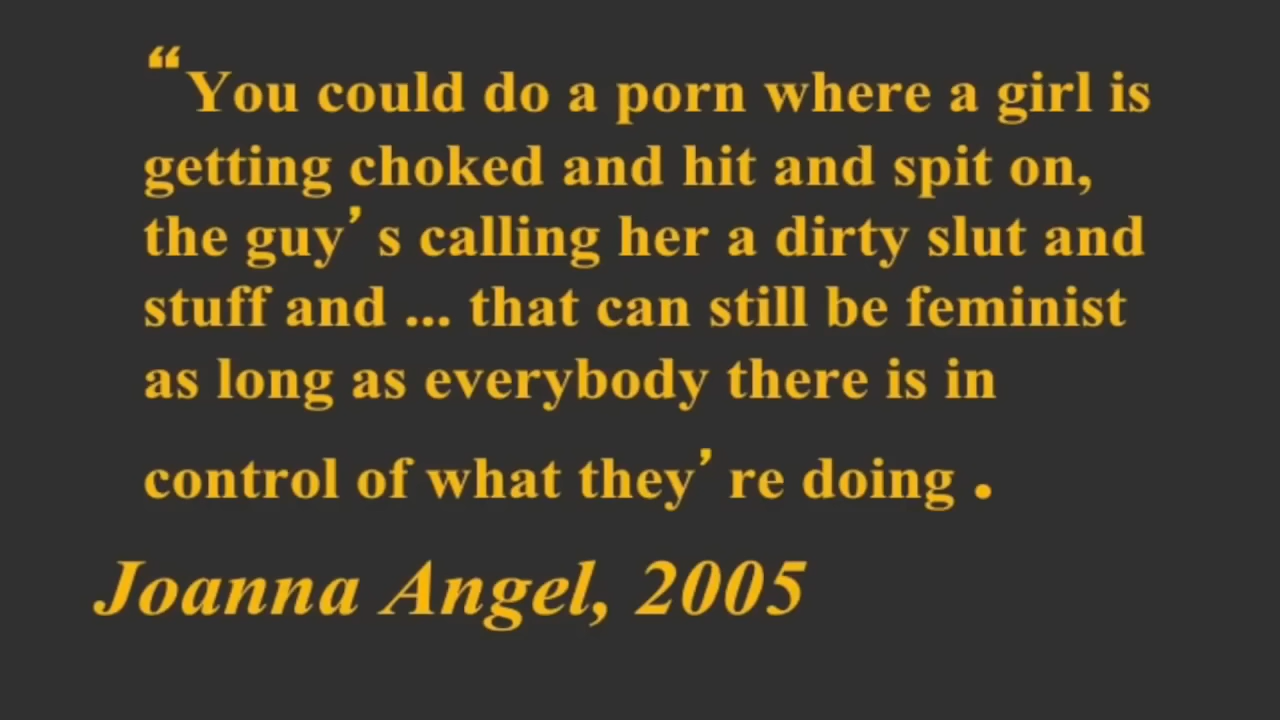 “You could do a porn where a girl is
getting choked and hit and spit on,
the guy’s calling her a dirty slut and
stuff and ... that can still be feminist
as long as everybody there is in
control of what they’re doing .
Joanna Angel, 2005